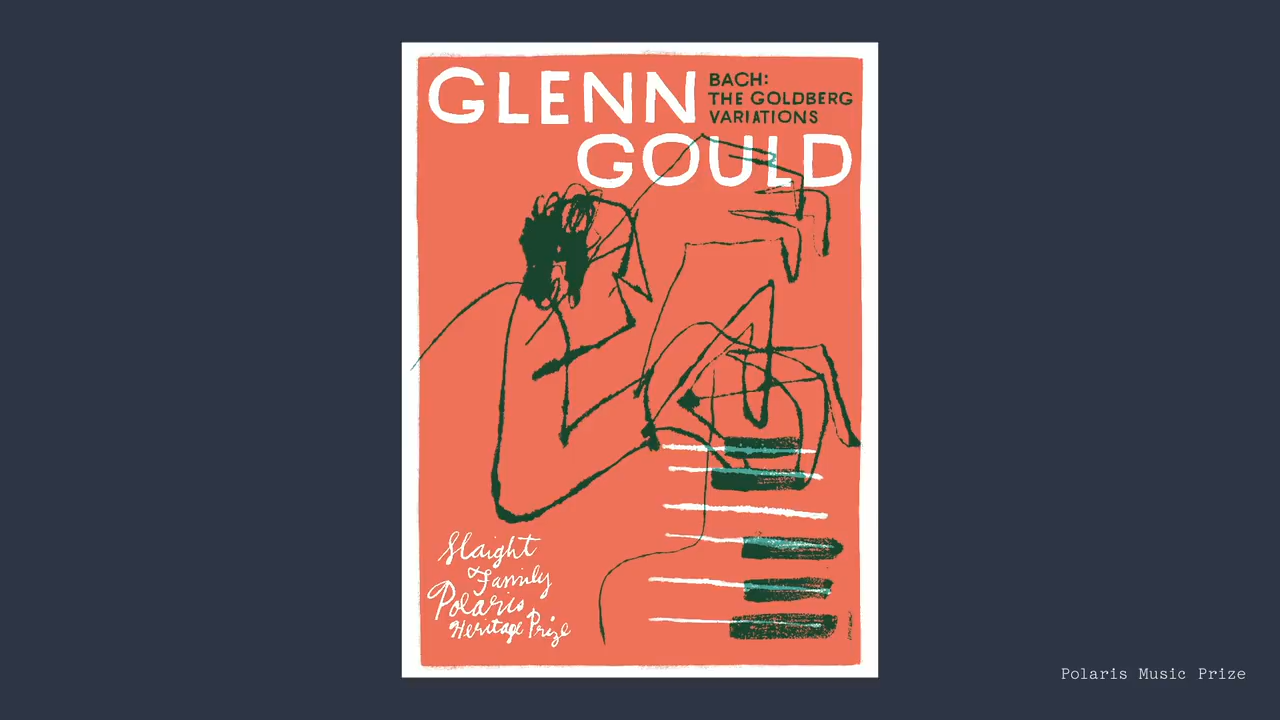 GLENN
BACH:
THE GOLDBERG
VARIATIONS
GOULD
Slaight
Family
Polaris
Heritage Prize
Polaris Music Prize